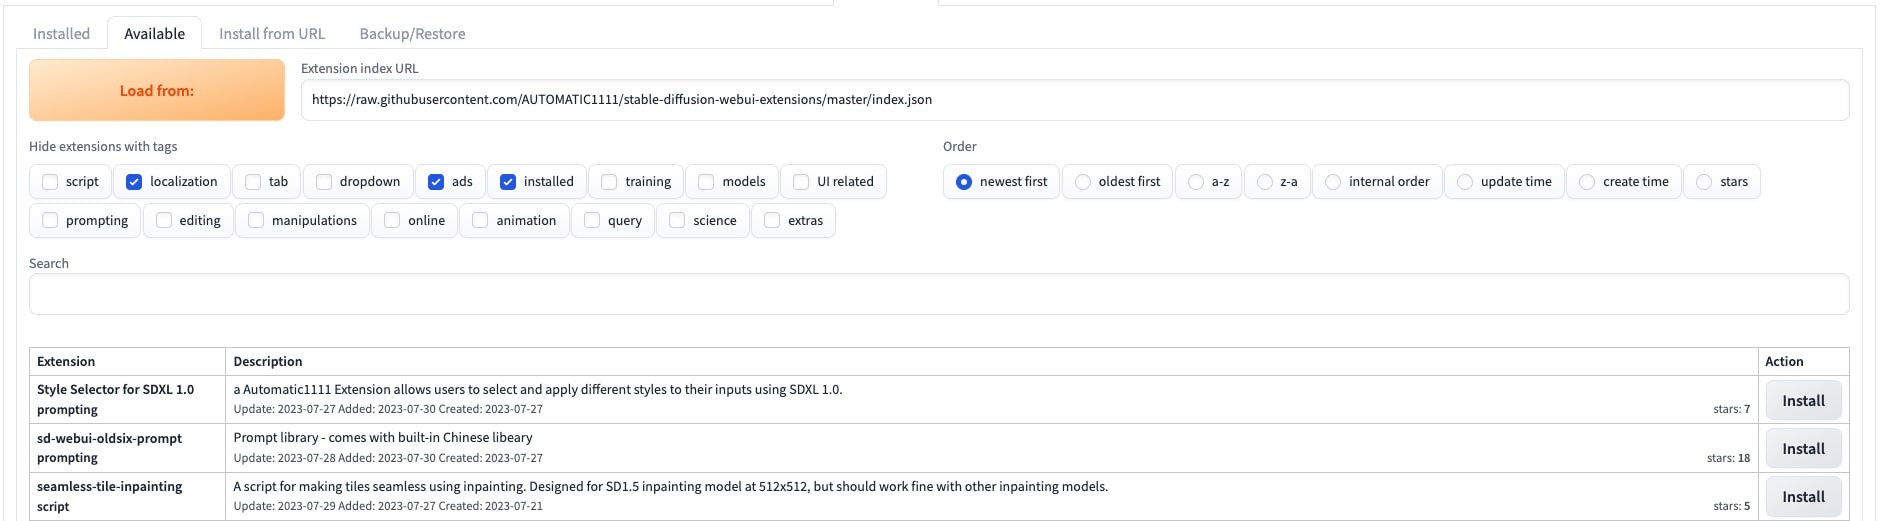 Installed Available Install from URL Backup/Restore
Load from:
Extension index URL
https://raw.githubusercontent.com/AUTOMATIC1111/stable-diffusion-webui-extensions/master/index.json
Hide extensions with tags
script localization tab dropdown ads installed training models UI related
prompting editing manipulations online animation query science extras
Order
newest first oldest first a-z z-a internal order update time create time stars
Search
Extension Description Action
Style Selector for SDXL 1.0
prompting
a Automatic1111 Extension allows users to select and apply different styles to their inputs using SDXL 1.0.
Update: 2023-07-27 Added: 2023-07-30 Created: 2023-07-27
stars: 7
Install
sd-webui-oldsix-prompt
prompting
Prompt library - comes with built-in Chinese libeary
Update: 2023-07-28 Added: 2023-07-30 Created: 2023-07-27
stars: 18
Install
seamless-tile-inpainting
script
A script for making tiles seamless using inpainting. Designed for SD1.5 inpainting model at 512x512, but should work fine with other inpainting models.
Update: 2023-07-29 Added: 2023-07-27 Created: 2023-07-21
stars: 5
Install